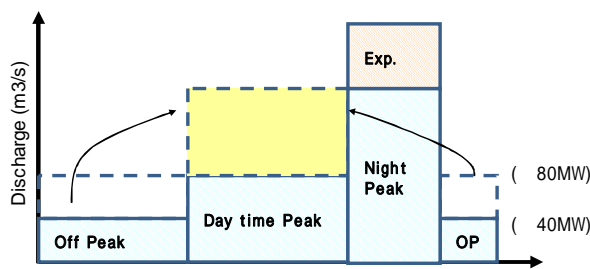 Discharge (m3/s)
Exp.
Night
Peak
( 80MW)
Day time Peak
( 40MW)
Off Peak
OP